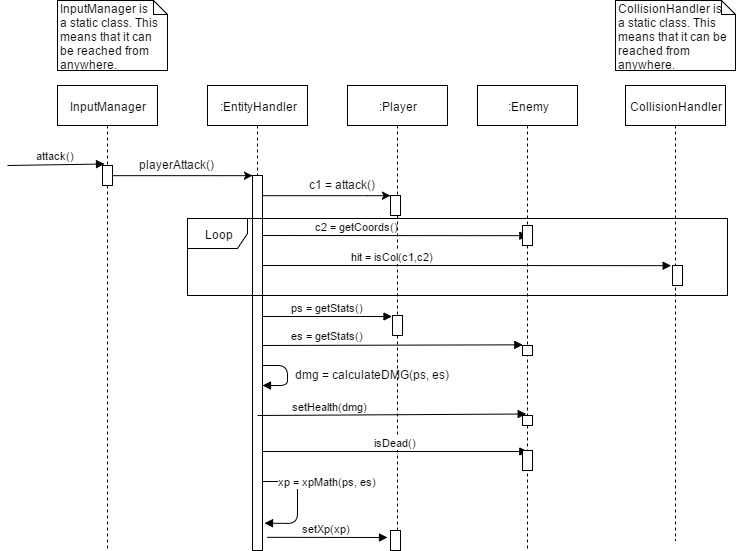 InputManager is
a static class. This
means that it can
be reached from
anywhere.
CollisionHandler is
a static class. This
means that it can be
reached from
anywhere.
InputManager
:EntityHandler
:Player
:Enemy
CollisionHandler
attack()
playerAttack()
c1 = attack()
Loop
c2 = getCoords()
hit = isCol(c1,c2)
ps = getStats()
es = getStats()
dmg = calculateDMG(ps, es)
setHealth(dmg)
isDead()
xp = xpMath(ps, es)
setXp(xp)